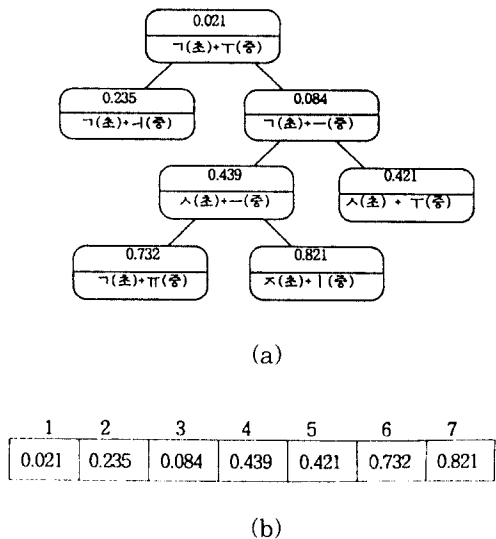 0.021
ㄱ(초)+ㅜ(중)
0.235
ㄱ(초)+ㅓ(중)
0.084
ㄱ(초)+ㅡ(중)
0.439
ㅅ(초)+ㅡ(중)
0.421
ㅅ(초) + ㅜ(중)
0.732
ㄱ(초)+ㅠ(중)
0.821
ㅈ(초)+ㅣ(중)
(a)
1 2 3 4 5 6 7
0.021 0.235 0.084 0.439 0.421 0.732 0.821
(b)